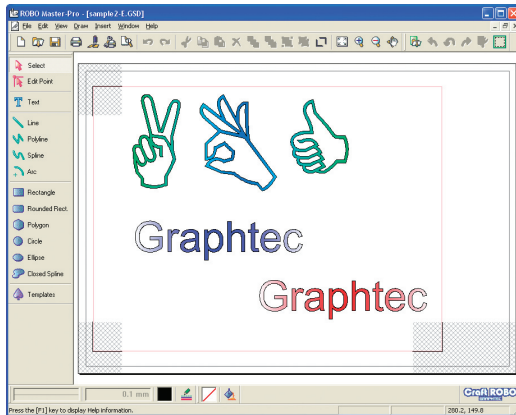 ROBO Master-Pro - [sample2-E.GSD]
File Edit View Draw Insert Window Help
Select
Edit Point
Text
Line
Polyline
Spline
Arc
Rectangle
Rounded Rect.
Polygon
Circle
Ellipse
Closed Spline
Templates
Graphtec
Graphtec
0.1 mm
Craft ROBO
Press the [F1] key to display Help information.
280.2, 149.8